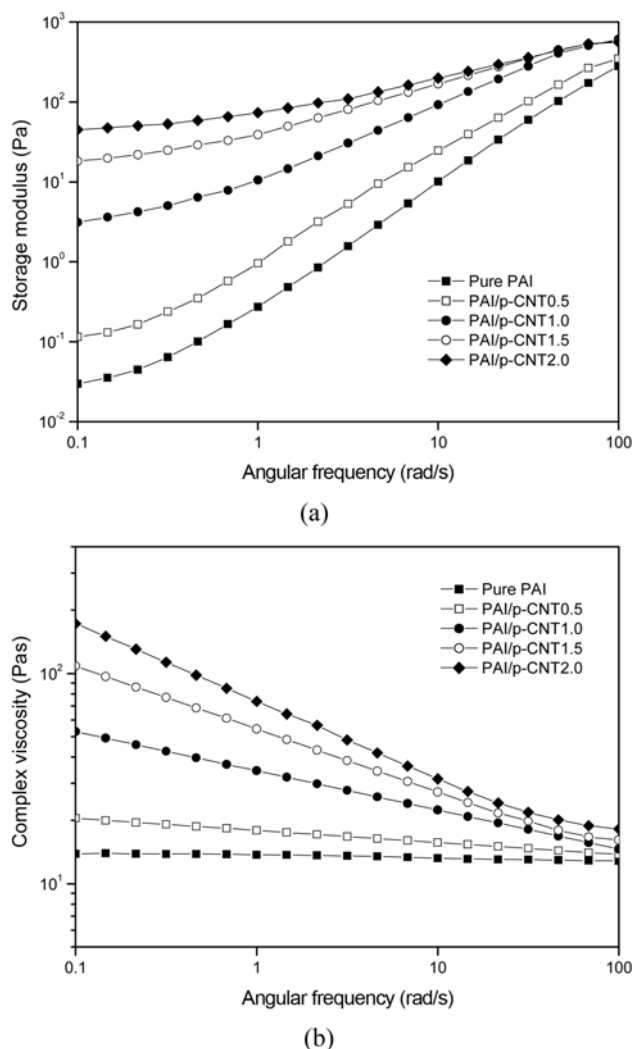 10³
10²
10¹
10⁰
10⁻¹
10⁻²
Storage modulus (Pa)
Pure PAI
PAI/p-CNT0.5
PAI/p-CNT1.0
PAI/p-CNT1.5
PAI/p-CNT2.0
0.1 1 10 100
Angular frequency (rad/s)
(a)
10²
10¹
Complex viscosity (Pas)
Pure PAI
PAI/p-CNT0.5
PAI/p-CNT1.0
PAI/p-CNT1.5
PAI/p-CNT2.0
0.1 1 10 100
Angular frequency (rad/s)
(b)